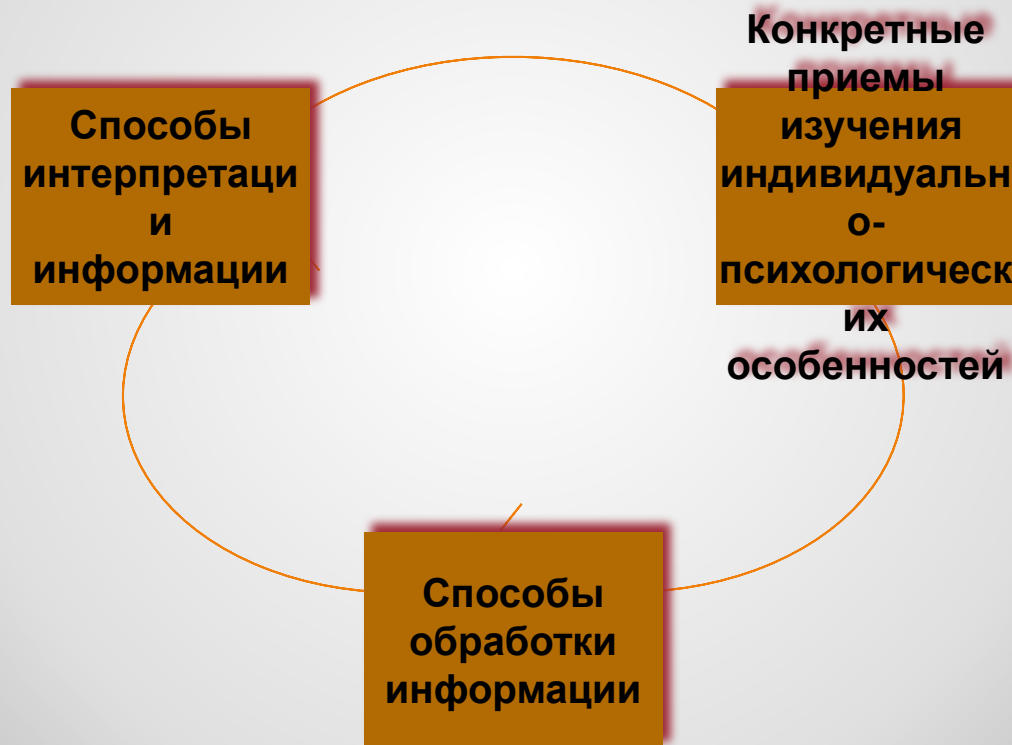 Способы
интерпретаци
и
информации
Конкретные
приемы
изучения
индивидуальн
о-
психологическ
их
особенностей
Способы
обработки
информации